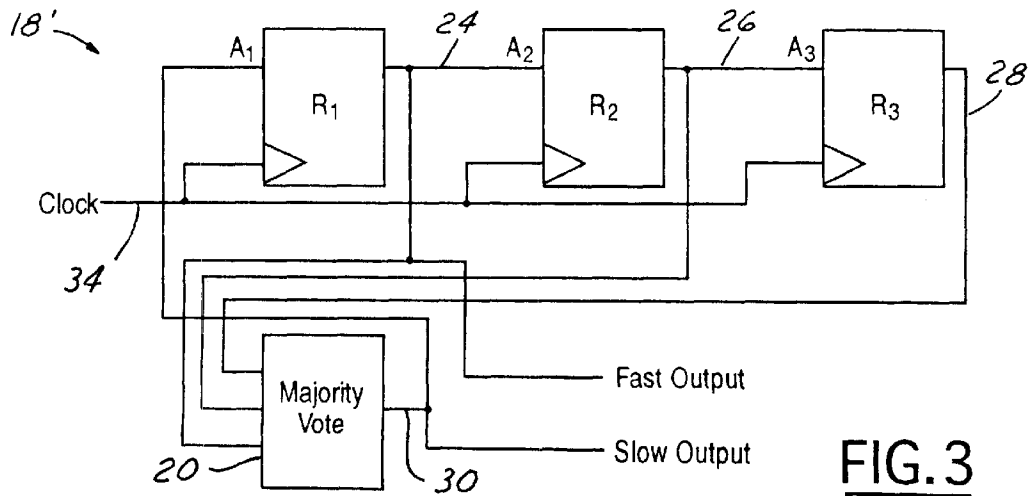 18'
24
26
28
A1
A2
A3
R1
R2
R3
Clock
34
Majority
Vote
Fast Output
Slow Output
20
30
FIG. 3